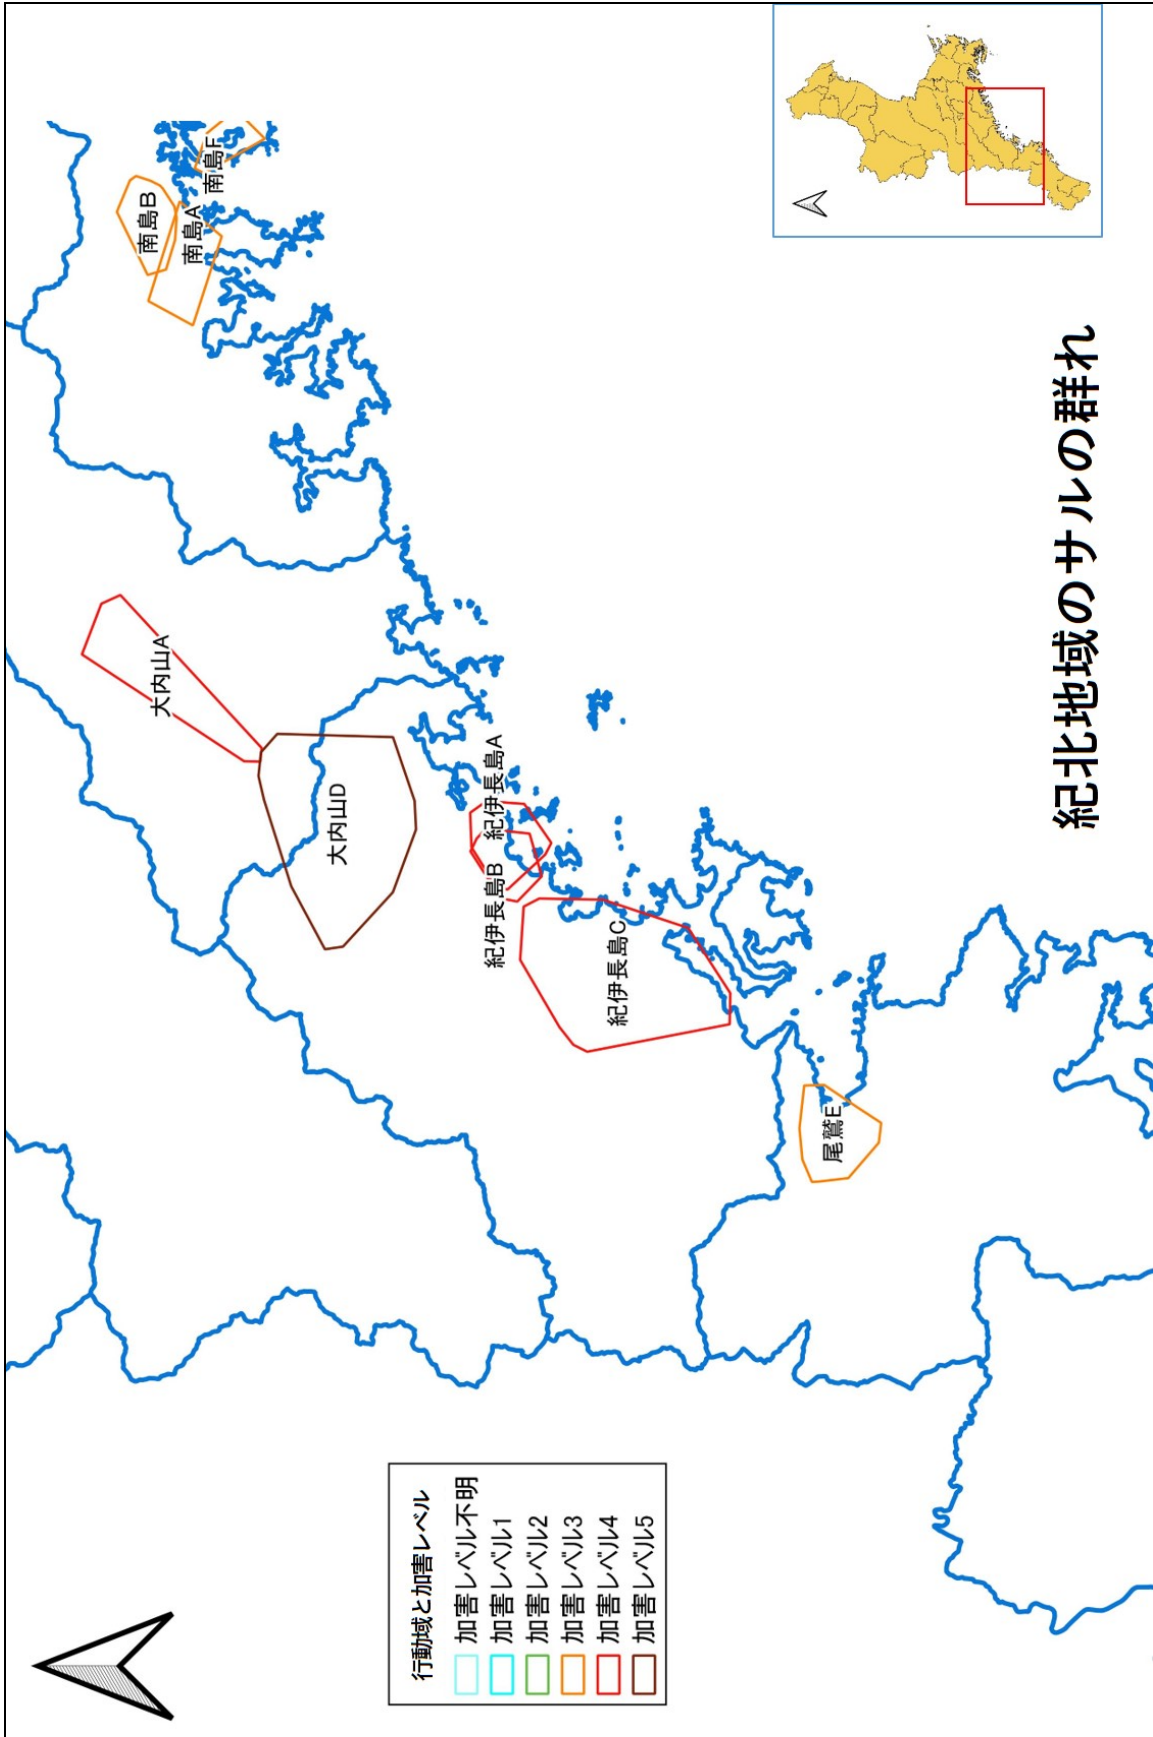 紀北地域のサルの群れ
南島B
南島A
南島F
大内山A
大内山D
紀伊長島A
紀伊長島B
紀伊長島C
尾鷲E
行動域と加害レベル
加害レベル不明
加害レベル1
加害レベル2
加害レベル3
加害レベル4
加害レベル5